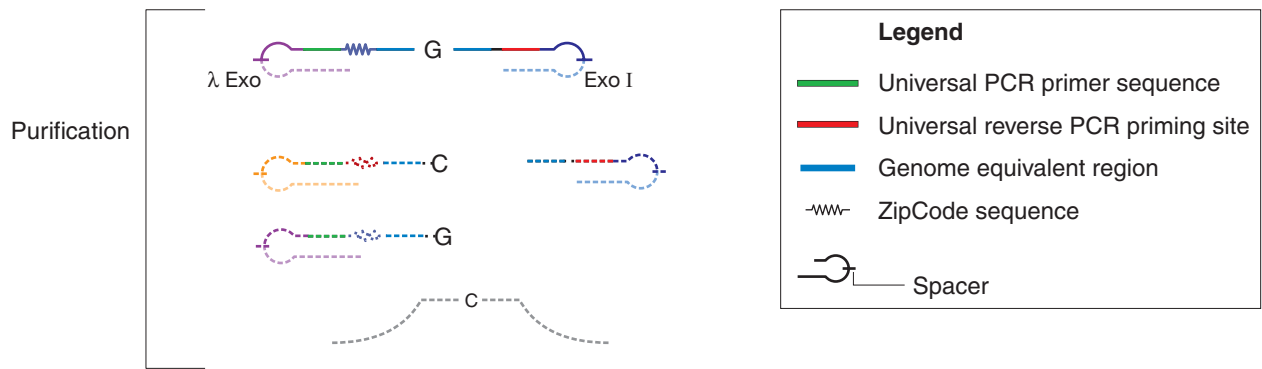 Purification
G
λ Exo
Exo I
C
G
C
Legend
Universal PCR primer sequence
Universal reverse PCR priming site
Genome equivalent region
ZipCode sequence
Spacer